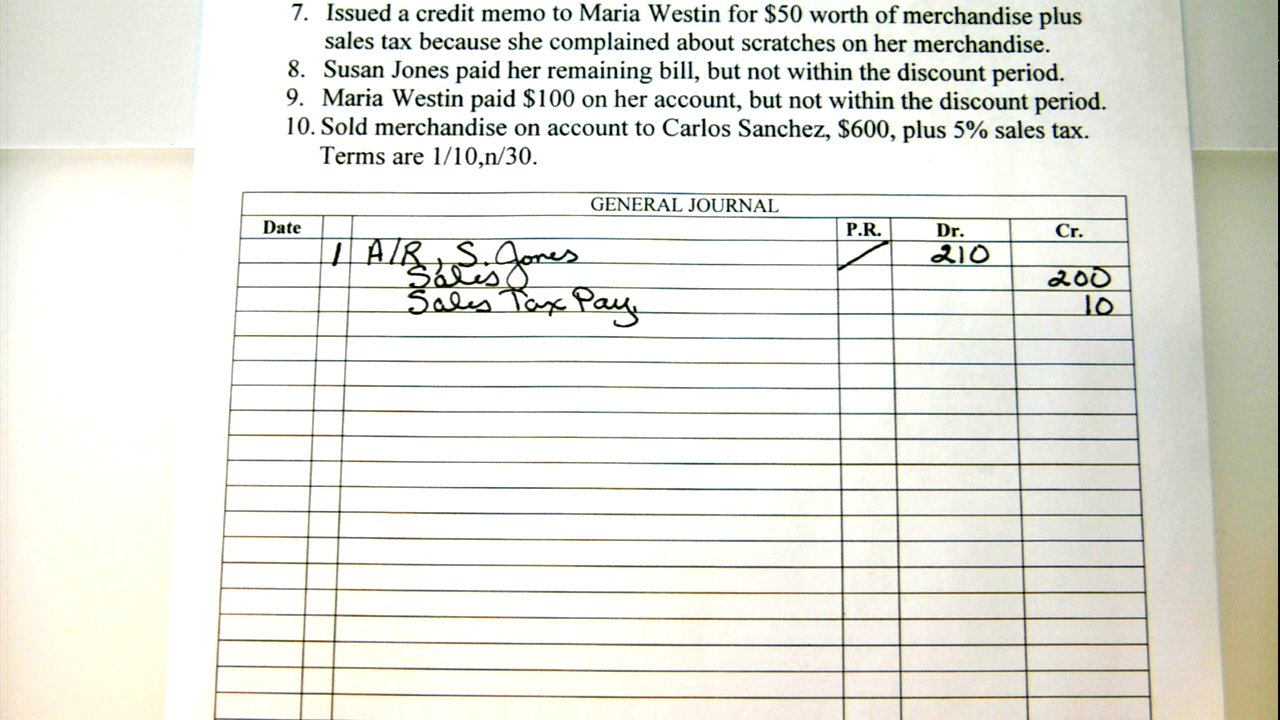 7. Issued a credit memo to Maria Westin for $50 worth of merchandise plus
sales tax because she complained about scratches on her merchandise.
8. Susan Jones paid her remaining bill, but not within the discount period.
9. Maria Westin paid $100 on her account, but not within the discount period.
10. Sold merchandise on account to Carlos Sanchez, $600, plus 5% sales tax.
Terms are 1/10,n/30.
GENERAL JOURNAL
Date P.R. Dr. Cr.
1 A/R, S. Jones 210
Sales 200
Sales Tax Pay. 10